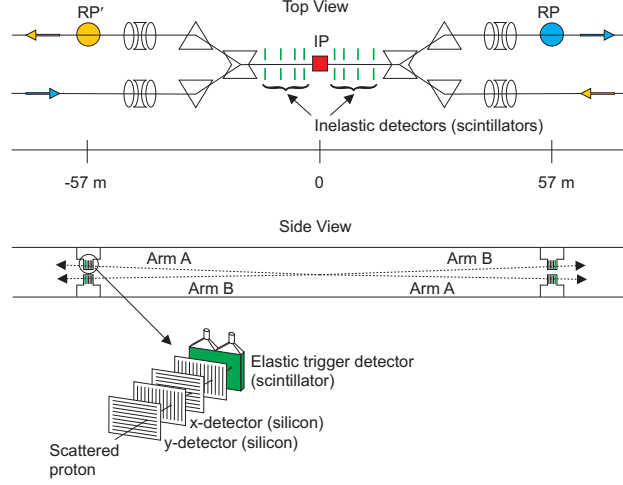 Top View
RP′
IP
RP
Inelastic detectors (scintillators)
-57 m
0
57 m
Side View
Arm A
Arm B
Arm B
Arm A
Elastic trigger detector
(scintillator)
x-detector (silicon)
y-detector (silicon)
Scattered
proton